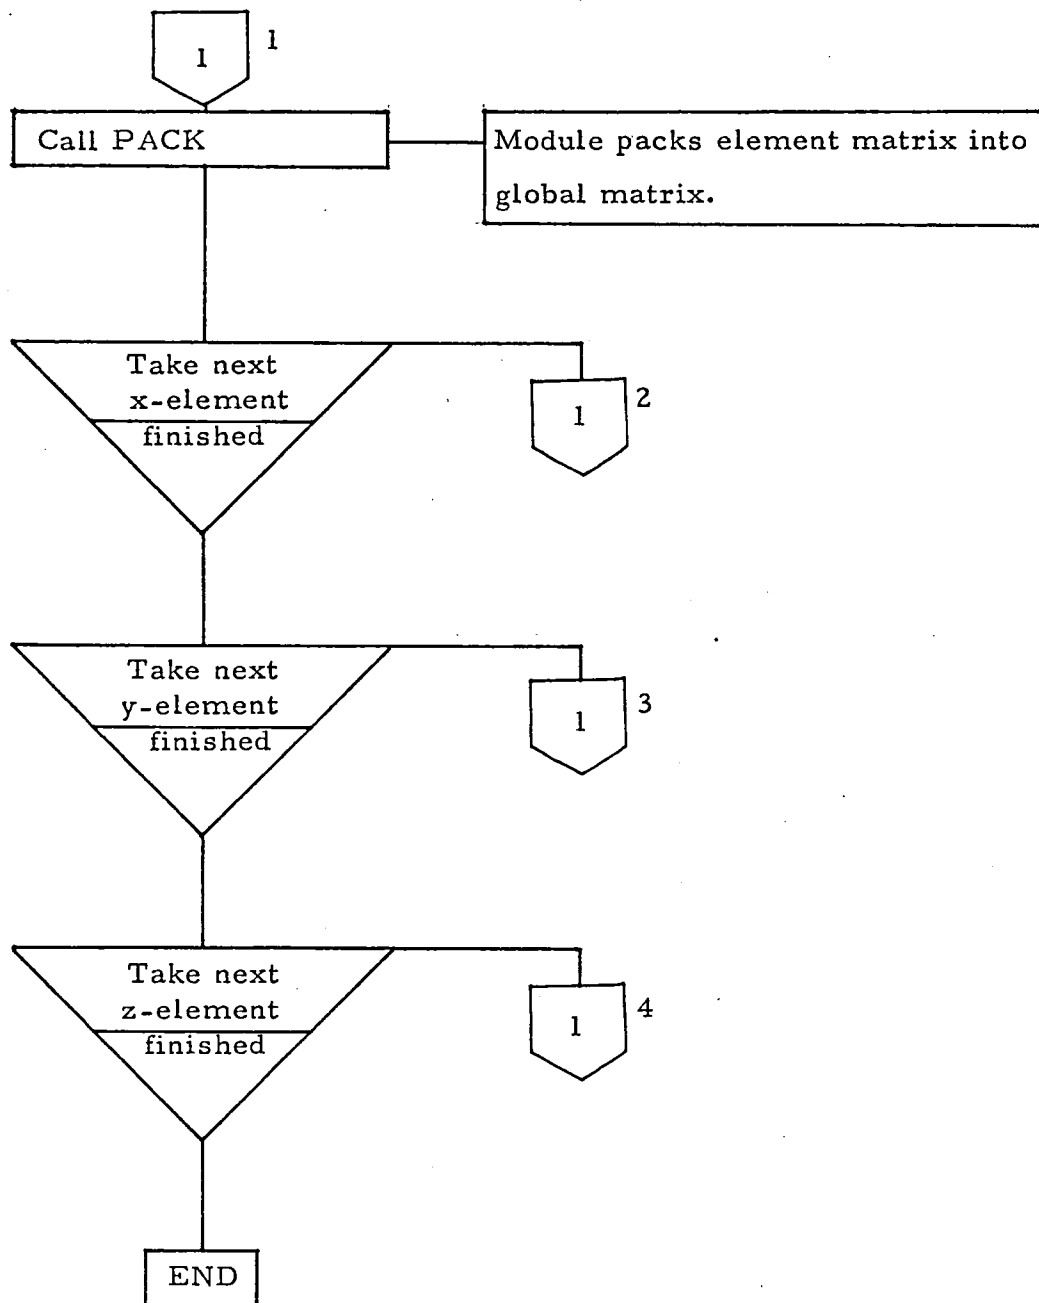 1
1
Call PACK
Module packs element matrix into
global matrix.
Take next
x-element
finished
1
2
Take next
y-element
finished
1
3
Take next
z-element
finished
1
4
END